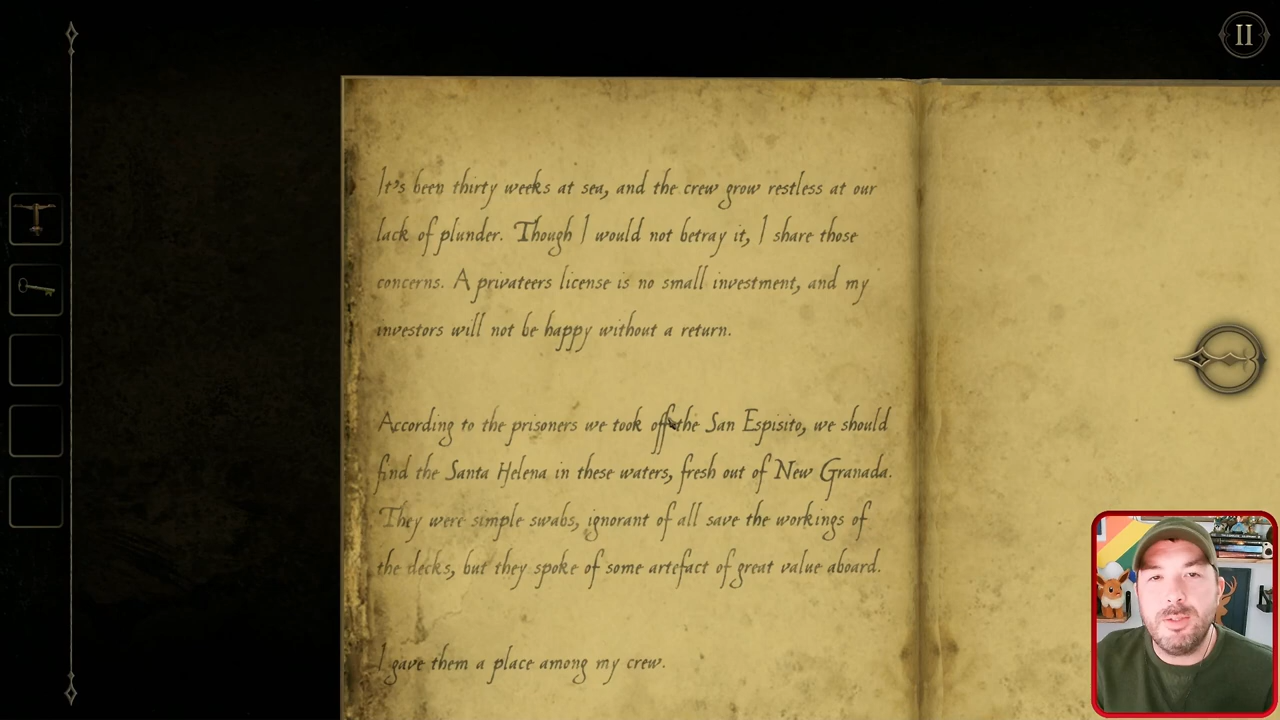 It's been thirty weeks at sea, and the crew grow restless at our
lack of plunder. Though I would not betray it, I share those
concerns. A privateers license is no small investment, and my
investors will not be happy without a return.
According to the prisoners we took off the San Espisito, we should
find the Santa Helena in these waters, fresh out of New Granada.
They were simple swabs, ignorant of all save the workings of
the decks, but they spoke of some artefact of great value aboard.
I gave them a place among my crew.